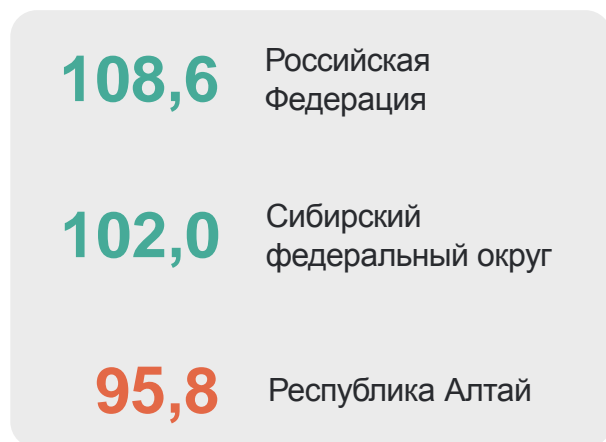 108,6
Российская
Федерация
102,0
Сибирский
федеральный округ
95,8
Республика Алтай